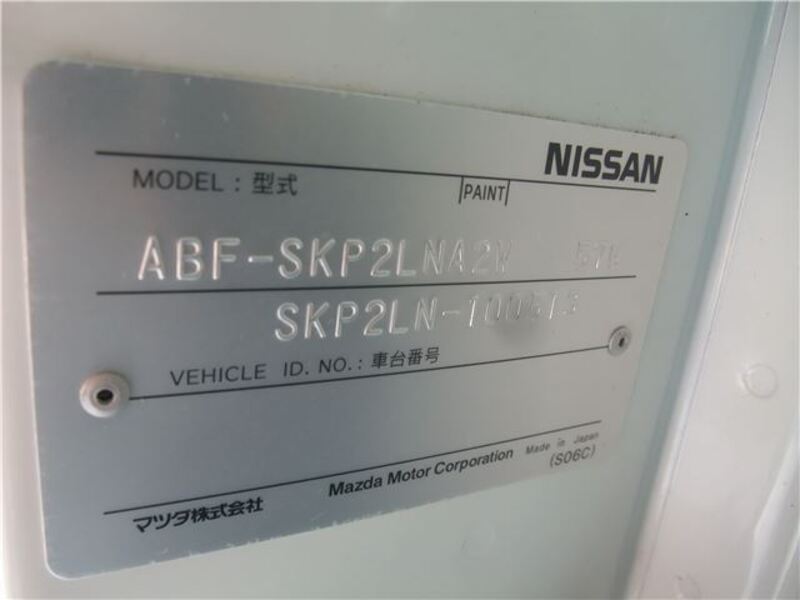 NISSAN
MODEL : 型式 PAINT
ABF-SKP2LNA2W
VEHICLE ID. NO. : 車台番号
Mazda Motor Corporation Made in Japan
マツダ株式会社 (S06C)